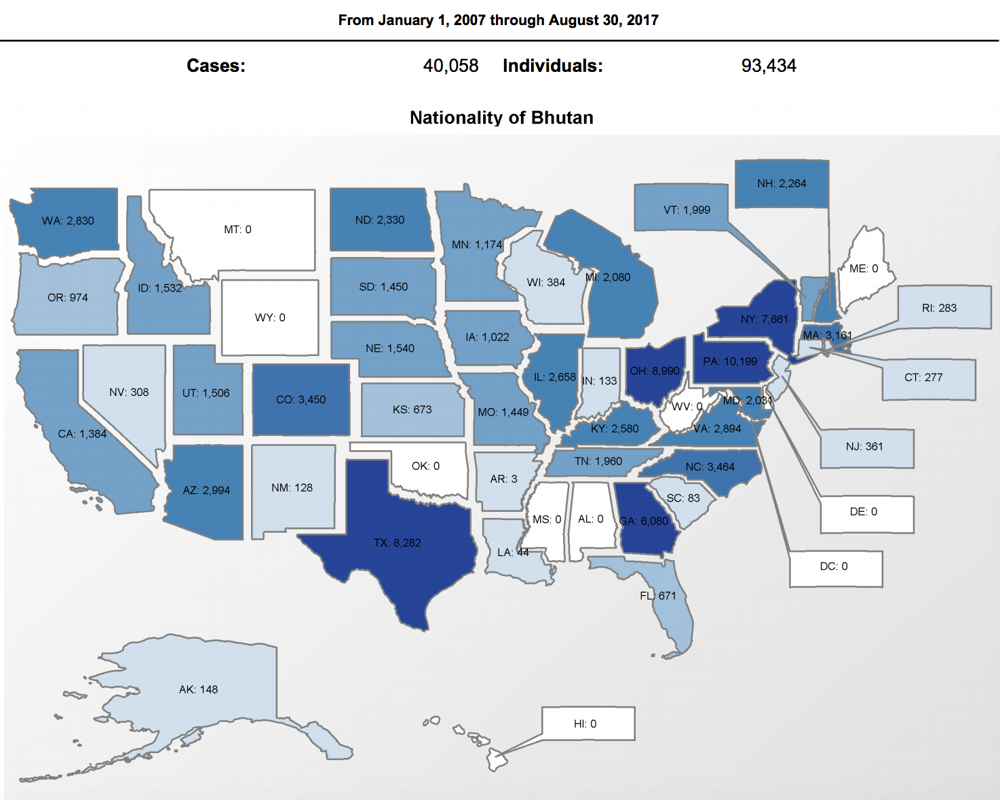 From January 1, 2007 through August 30, 2017
Cases: 40,058 Individuals: 93,434
Nationality of Bhutan
NH: 2,264
VT: 1,999
WA: 2,830
ND: 2,330
MT: 0
MN: 1,174
ME: 0
WI: 384
MI: 2,080
ID: 1,532
SD: 1,450
OR: 974
RI: 283
WY: 0
NY: 7,661
MA: 3,161
IA: 1,022
NE: 1,540
PA: 10,199
OH: 8,990
IL: 2,658
IN: 133
CT: 277
NV: 308
UT: 1,506
CO: 3,450
MD: 2,031
WV: 0
KS: 673
MO: 1,449
KY: 2,580
VA: 2,894
CA: 1,384
NJ: 361
TN: 1,960
OK: 0
NC: 3,464
AR: 3
NM: 128
AZ: 2,994
SC: 83
DE: 0
MS: 0
AL: 0
GA: 6,080
TX: 8,282
LA: 44
DC: 0
FL: 671
AK: 148
HI: 0